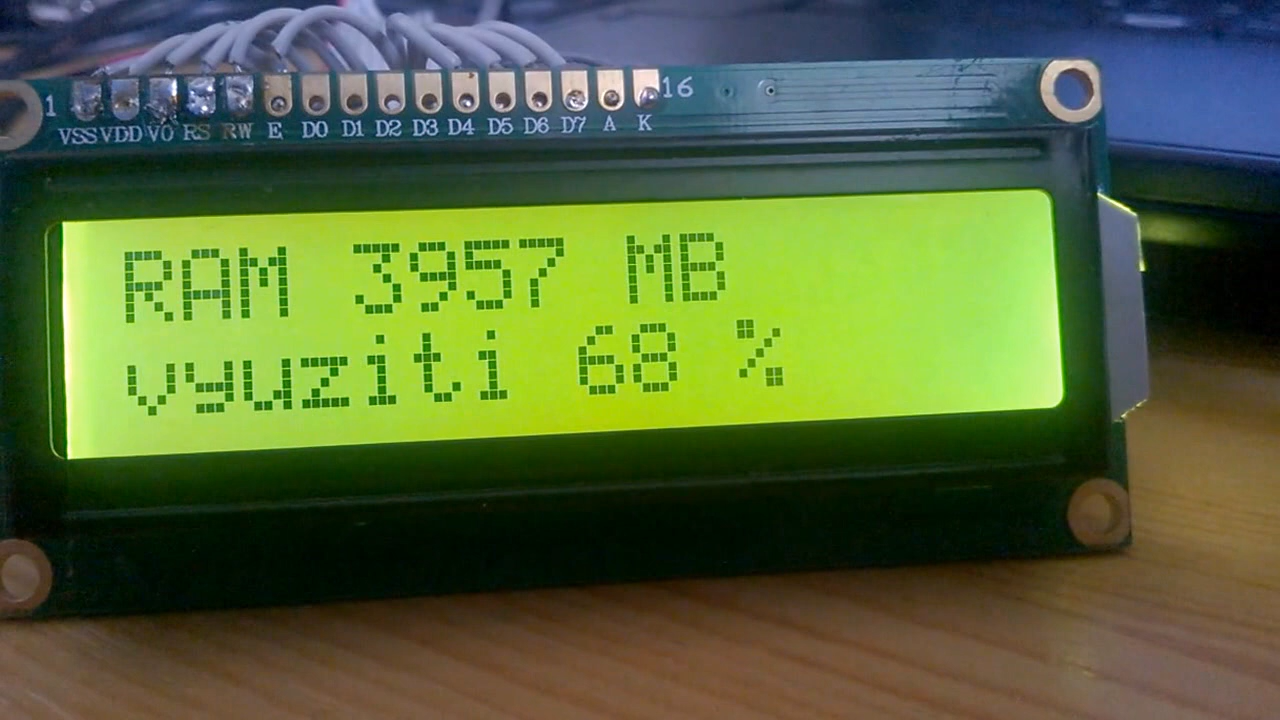 1 16
VSS VDD VO RS RW E D0 D1 D2 D3 D4 D5 D6 D7 A K
RAM 3957 MB
vyuziti 68 %